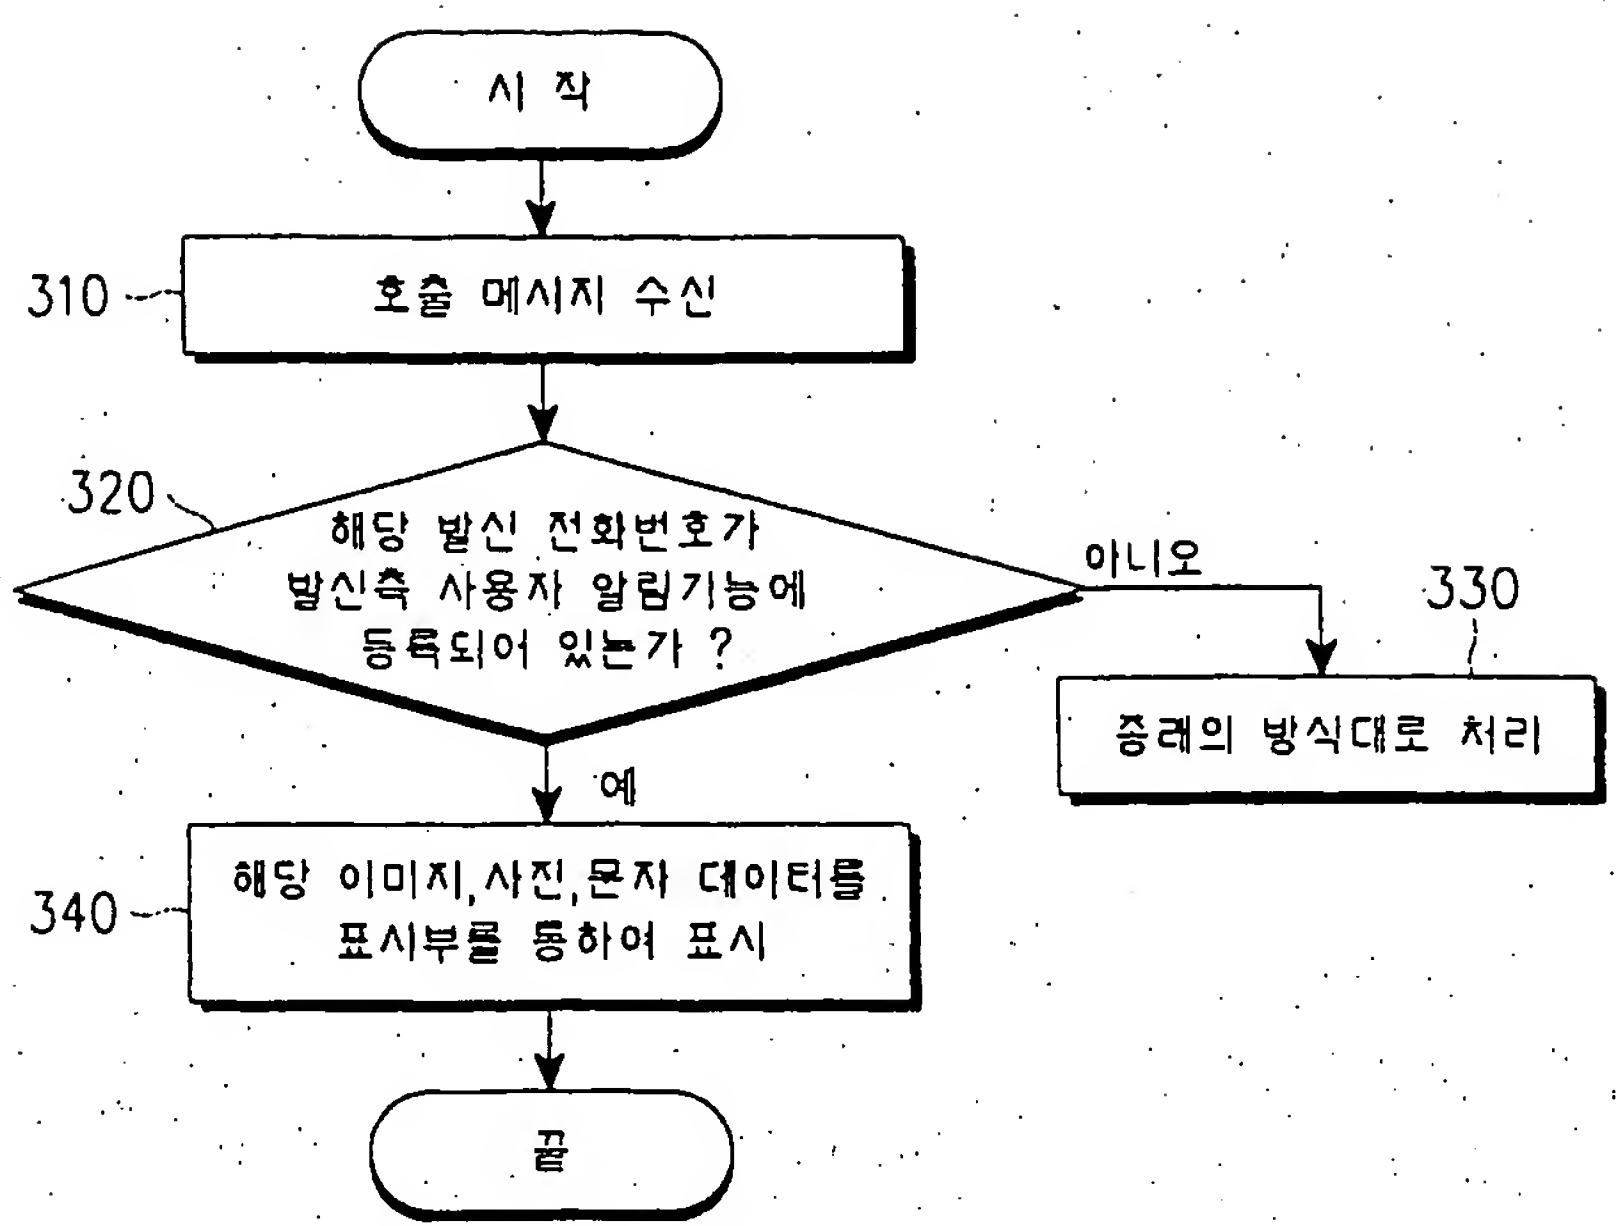 시 작
310
호출 메시지 수신
320
해당 발신 전화번호가
발신측 사용자 알림기능에
등록되어 있는가 ?
아니오
330
종래의 방식대로 처리
예
340
해당 이미지,사진,문자 데이터를
표시부를 통하여 표시
끝